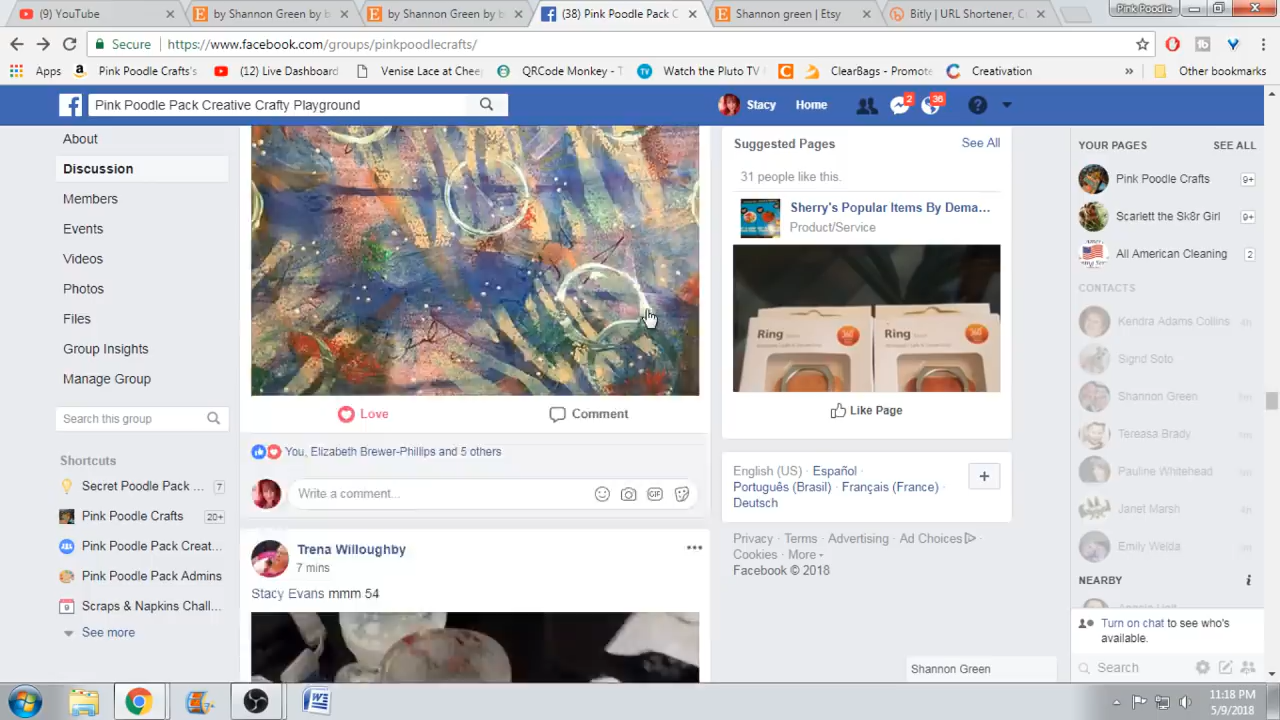 (9) YouTube
by Shannon Green by b
by Shannon Green by b
(38) Pink Poodle Pack C
Shannon green | Etsy
Bitly | URL Shortener, C
Pink Poodle
Secure
https://www.facebook.com/groups/pinkpoodlecrafts/
Apps
Pink Poodle Crafts's
(12) Live Dashboard
Venise Lace at Chee
QRCode Monkey - T
Watch the Pluto TV
ClearBags - Promote
Creativation
»
Other bookmarks
Pink Poodle Pack Creative Crafty Playground
Stacy
Home
2
36
About
Discussion
Members
Events
Videos
Photos
Files
Group Insights
Manage Group
Search this group
Shortcuts
Secret Poodle Pack ...
7
Pink Poodle Crafts
20+
Pink Poodle Pack Creat...
Pink Poodle Pack Admins
Scraps & Napkins Chall...
See more
Love
Comment
You, Elizabeth Brewer-Phillips and 5 others
Write a comment...
GIF
Trena Willoughby
7 mins
Stacy Evans mmm 54
Suggested Pages
See All
31 people like this.
Sherry's Popular Items By Dema...
Product/Service
Ring
360
Ring
360
Like Page
English (US) · Español ·
Português (Brasil) · Français (France) ·
Deutsch
Privacy · Terms · Advertising · Ad Choices
Cookies · More
Facebook © 2018
YOUR PAGES
SEE ALL
Pink Poodle Crafts
9+
Scarlett the Sk8r Girl
9+
All American Cleaning
2
CONTACTS
Kendra Adams Collins
Signd Soto
Shannon Green
Tereasa Brady
Pauline Whitehead
Janet Marsh
Emily Welda
NEARBY
Turn on chat to see who's
available.
Search
Shannon Green
11:18 PM
5/9/2018